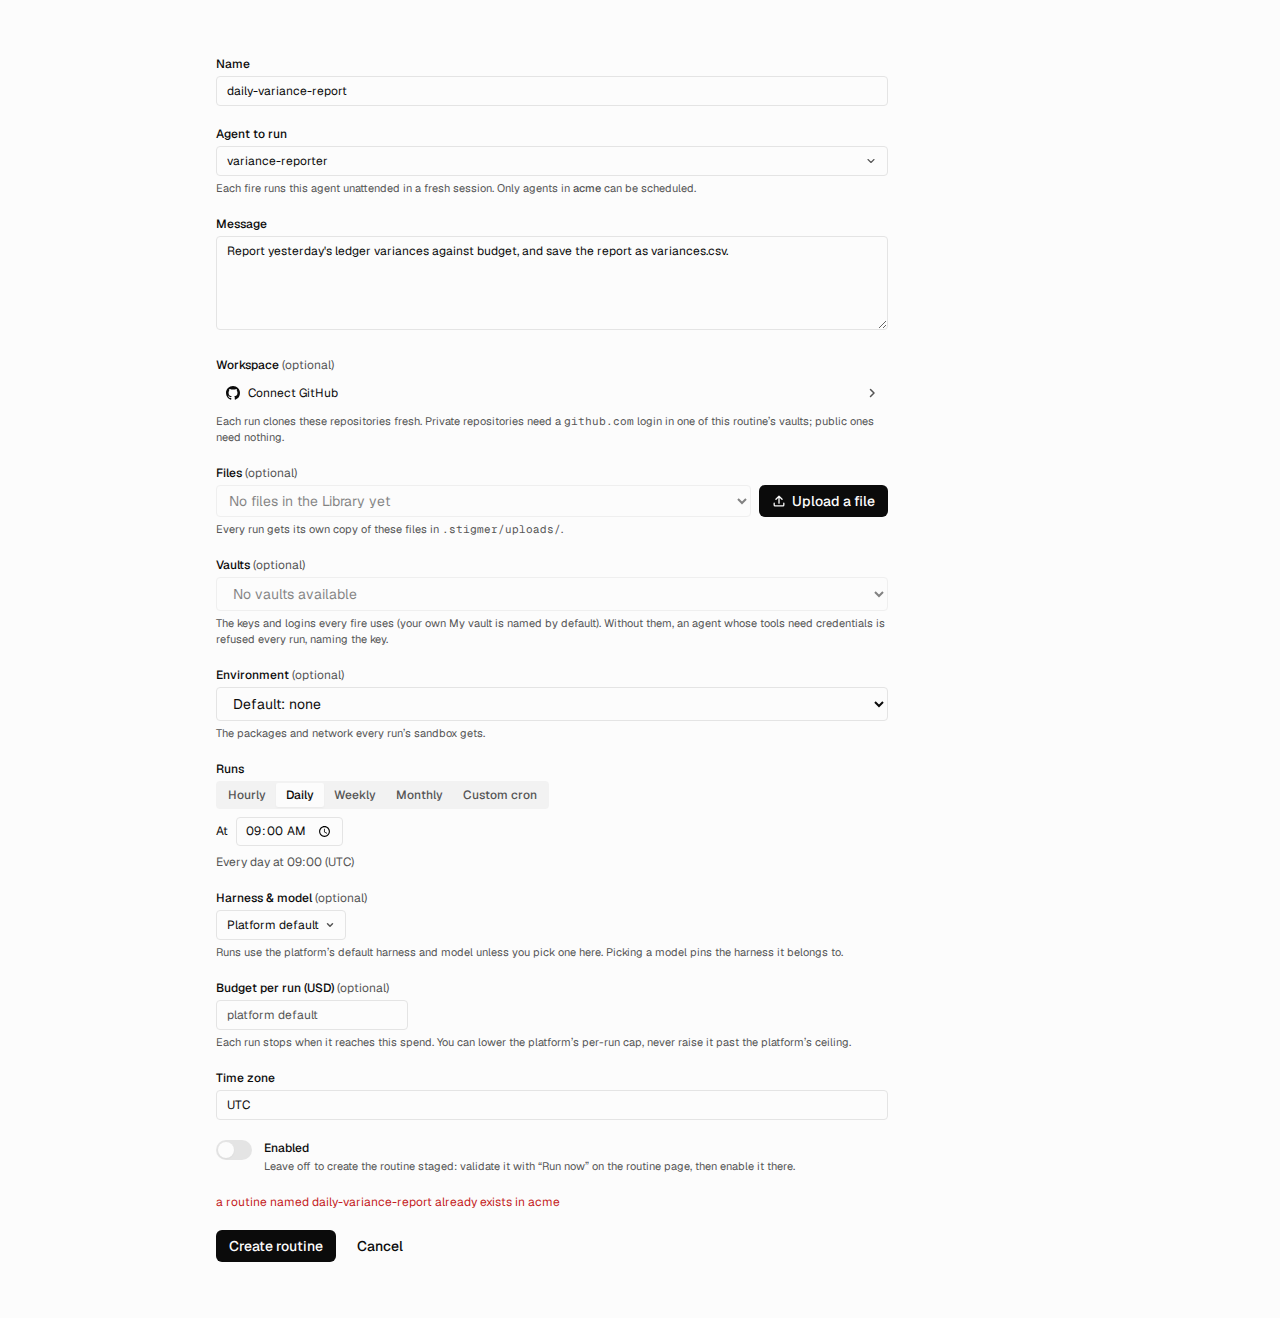 Name
daily-variance-report
Agent to run
variance-reporter
Each fire runs this agent unattended in a fresh session. Only agents in acme can be scheduled.
Message
Report yesterday's ledger variances against budget, and save the report as variances.csv.
Workspace (optional)
Connect GitHub
Each run clones these repositories fresh. Private repositories need a github.com login in one of this routine's vaults; public ones
need nothing.
Files (optional)
No files in the Library yet
Upload a file
Every run gets its own copy of these files in .stigmer/uploads/.
Vaults (optional)
No vaults available
The keys and logins every fire uses (your own My vault is named by default). Without them, an agent whose tools need credentials is
refused every run, naming the key.
Environment (optional)
Default: none
The packages and network every run's sandbox gets.
Runs
Hourly Daily Weekly Monthly Custom cron
At 09:00 AM
Every day at 09:00 (UTC)
Harness & model (optional)
Platform default
Runs use the platform's default harness and model unless you pick one here. Picking a model pins the harness it belongs to.
Budget per run (USD) (optional)
platform default
Each run stops when it reaches this spend. You can lower the platform's per-run cap, never raise it past the platform's ceiling.
Time zone
UTC
Enabled
Leave off to create the routine staged: validate it with “Run now” on the routine page, then enable it there.
a routine named daily-variance-report already exists in acme
Create routine Cancel